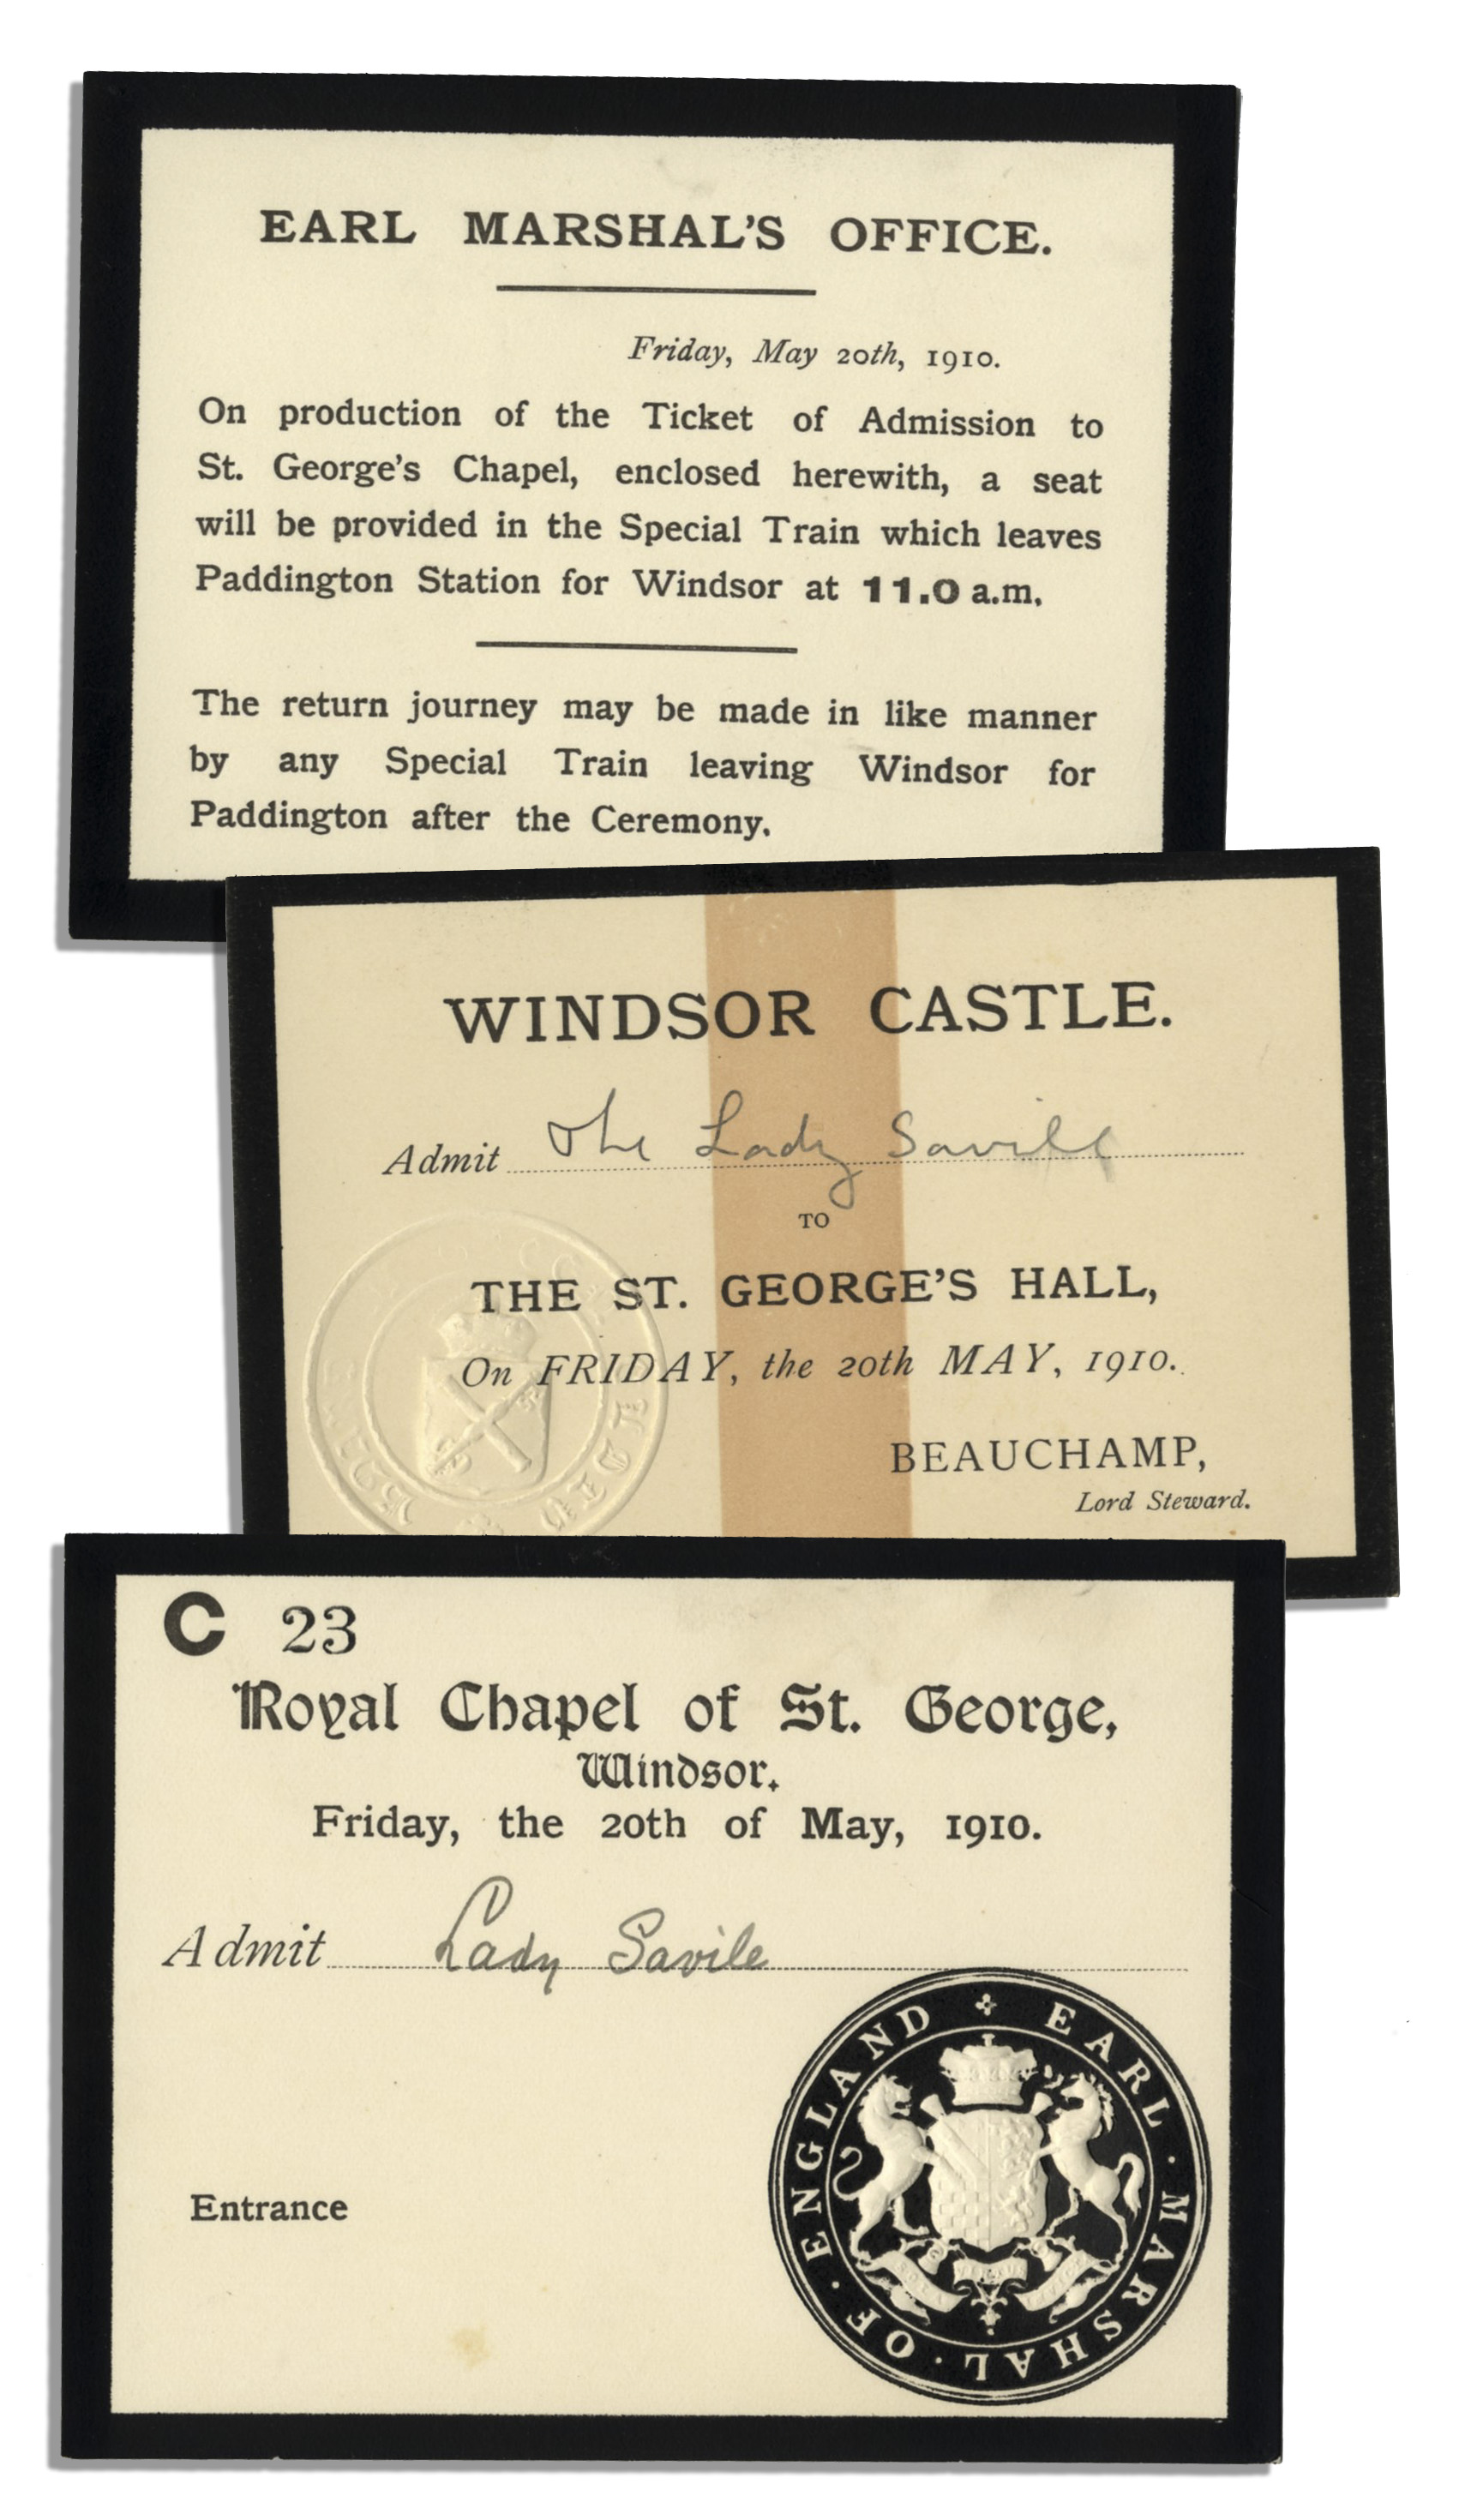 EARL MARSHAL'S OFFICE.
Friday, May 20th, 1910.
On production of the Ticket of Admission to
St. George's Chapel, enclosed herewith, a seat
will be provided in the Special Train which leaves
Paddington Station for Windsor at 11.0 a.m.
The return journey may be made in like manner
by any Special Train leaving Windsor for
Paddington after the Ceremony.
WINDSOR CASTLE.
Admit The Lady Savile
TO
THE ST. GEORGE'S HALL,
On FRIDAY, the 20th MAY, 1910.
BEAUCHAMP,
Lord Steward.
C 23
Royal Chapel of St. George,
Windsor.
Friday, the 20th of May, 1910.
Admit Lady Savile
Entrance
EARL · MARSHAL · OF · ENGLAND